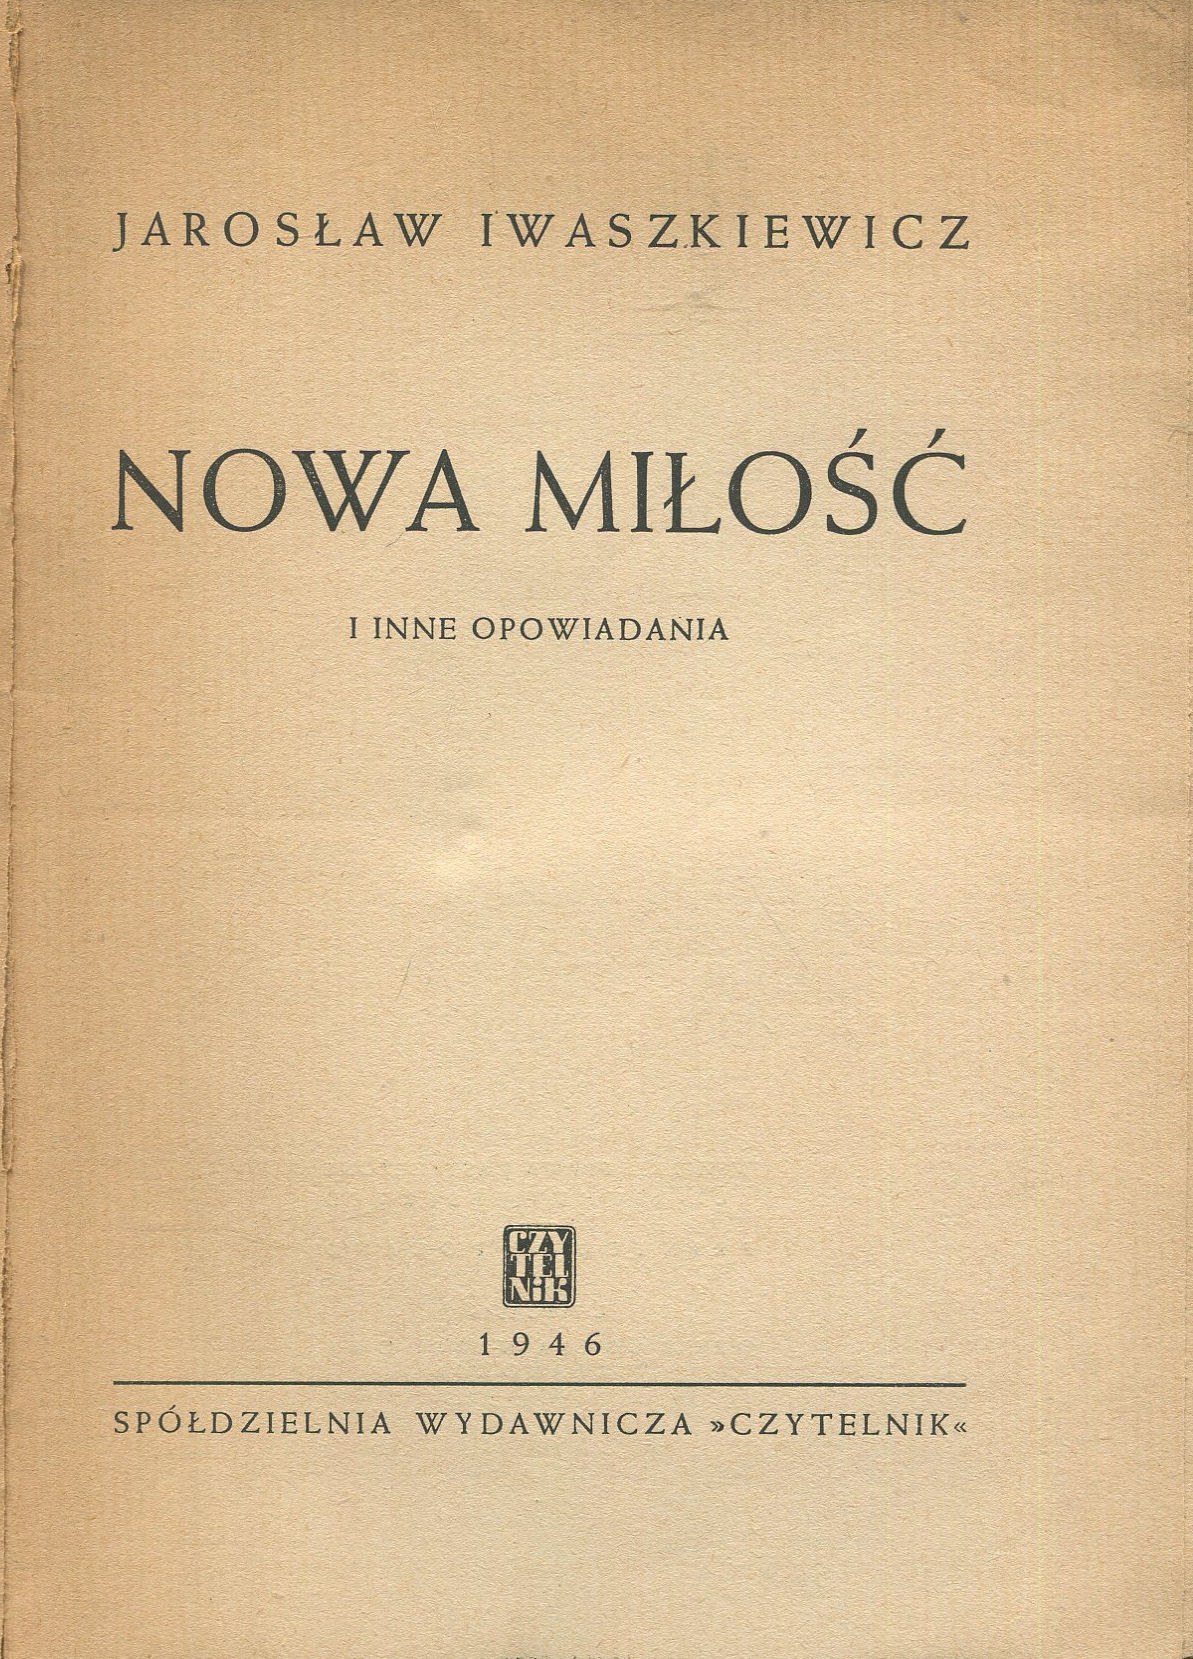 JAROSŁAW IWASZKIEWICZ
NOWA MIŁOŚĆ
I INNE OPOWIADANIA
CZY
TEL
NiK
1946
SPÓŁDZIELNIA WYDAWNICZA »CZYTELNIK«